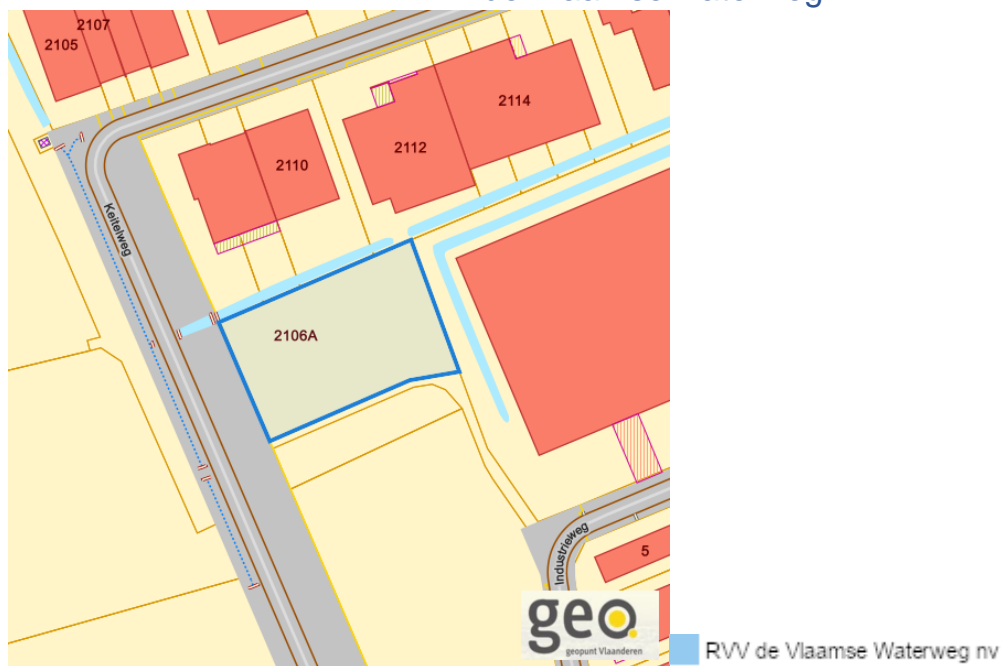 2107
2105
2114
2112
2110
Keitelweg
2106A
Industrieweg
5
geo.
geopunt Vlaanderen
RVV de Vlaamse Waterweg nv